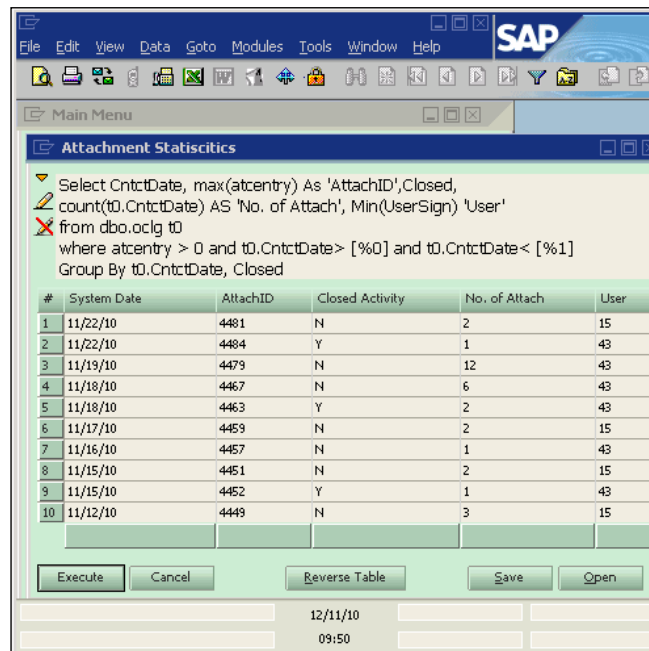 SAP
File Edit View Data Goto Modules Tools Window Help
Main Menu
Attachment Statiscitics
Select CntctDate, max(atcentry) As 'AttachID',Closed,
count(t0.CntctDate) AS 'No. of Attach', Min(UserSign) 'User'
from dbo.oclg t0
where atcentry > 0 and t0.CntctDate> [%0] and t0.CntctDate< [%1]
Group By t0.CntctDate, Closed
# System Date AttachID Closed Activity No. of Attach User
1 11/22/10 4481 N 2 15
2 11/22/10 4484 Y 1 43
3 11/19/10 4479 N 12 43
4 11/18/10 4467 N 6 43
5 11/18/10 4463 Y 2 43
6 11/17/10 4459 N 2 15
7 11/16/10 4457 N 1 43
8 11/15/10 4451 N 2 15
9 11/15/10 4452 Y 1 43
10 11/12/10 4449 N 3 15
Execute Cancel Reverse Table Save Open
12/11/10
09:50